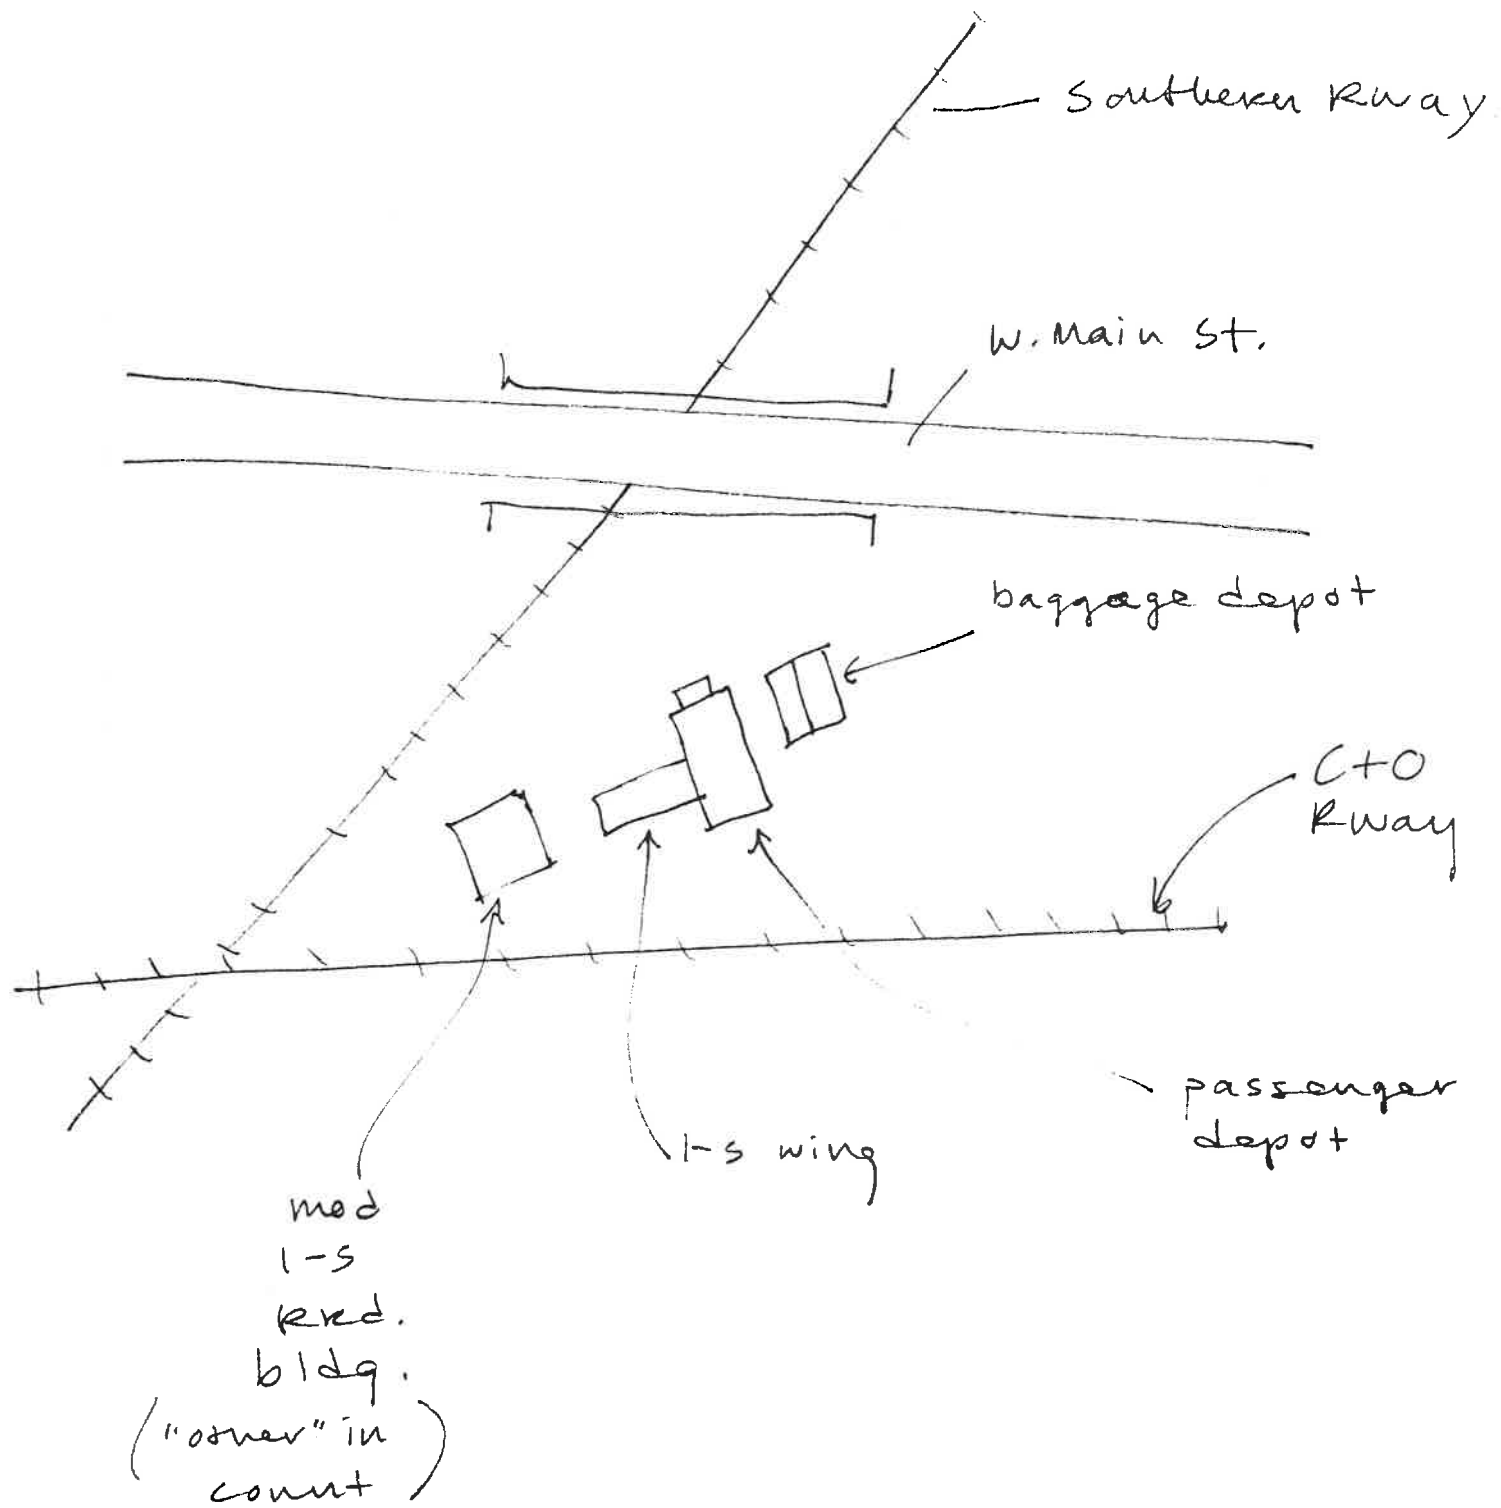 Southern Rway
W. Main St.
baggage depot
C+O
Rway
passenger
depot
1-s wing
mod
1-s
RRd.
bldg.
("other" in
count)